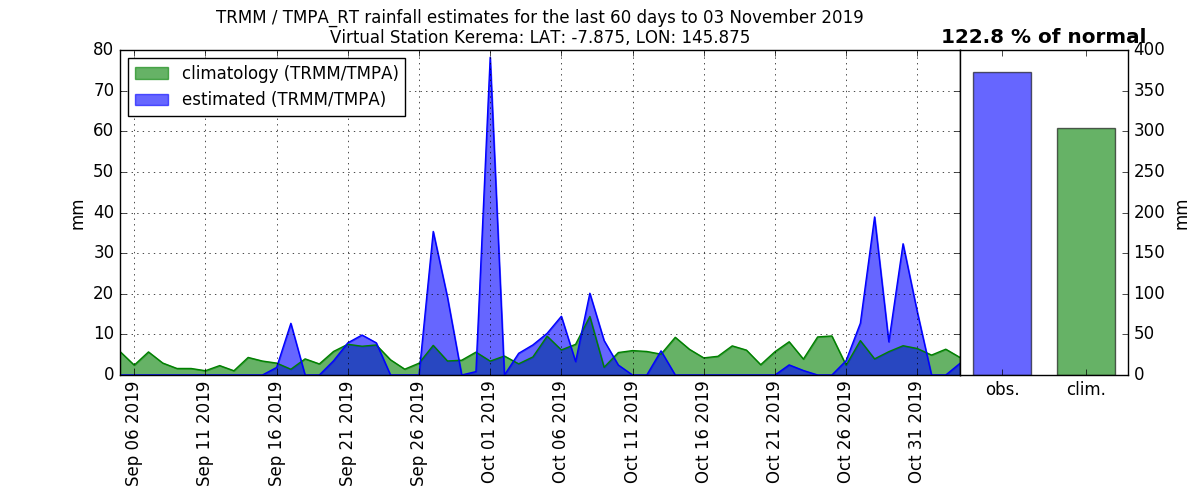 TRMM / TMPA_RT rainfall estimates for the last 60 days to 03 November 2019
Virtual Station Kerema: LAT: -7.875, LON: 145.875
122.8 % of normal
climatology (TRMM/TMPA)
estimated (TRMM/TMPA)
80
70
60
50
40
30
20
10
0
mm
Sep 06 2019
Sep 11 2019
Sep 16 2019
Sep 21 2019
Sep 26 2019
Oct 01 2019
Oct 06 2019
Oct 11 2019
Oct 16 2019
Oct 21 2019
Oct 26 2019
Oct 31 2019
400
350
300
250
200
150
100
50
0
mm
obs.
clim.